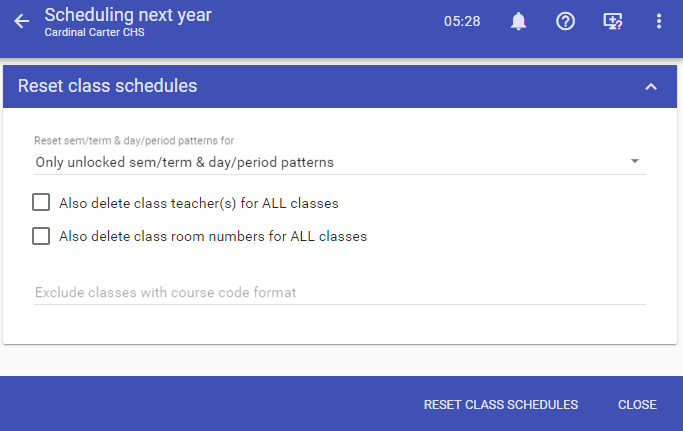 Scheduling next year
Cardinal Carter CHS
05:28
Reset class schedules
Reset sem/term & day/period patterns for
Only unlocked sem/term & day/period patterns
Also delete class teacher(s) for ALL classes
Also delete class room numbers for ALL classes
Exclude classes with course code format
RESET CLASS SCHEDULES CLOSE